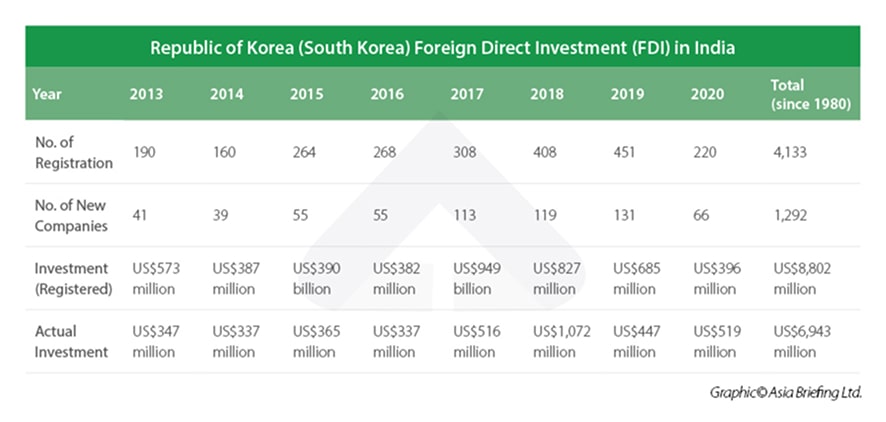 Republic of Korea (South Korea) Foreign Direct Investment (FDI) in India
Year 2013 2014 2015 2016 2017 2018 2019 2020 Total (since 1980)
No. of Registration 190 160 264 268 308 408 451 220 4,133
No. of New Companies 41 39 55 55 113 119 131 66 1,292
Investment (Registered) US$573 million US$387 million US$390 billion US$382 million US$949 billion US$827 million US$685 million US$396 million US$8,802 million
Actual Investment US$347 million US$337 million US$365 million US$337 million US$516 million US$1,072 million US$447 million US$519 million US$6,943 million
Graphic© Asia Briefing Ltd.